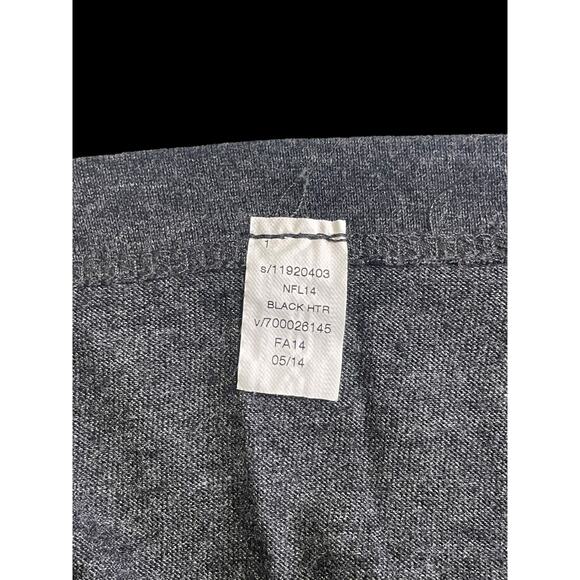 1
s/11920403
NFL14
BLACK HTR
v/700026145
FA14
05/14